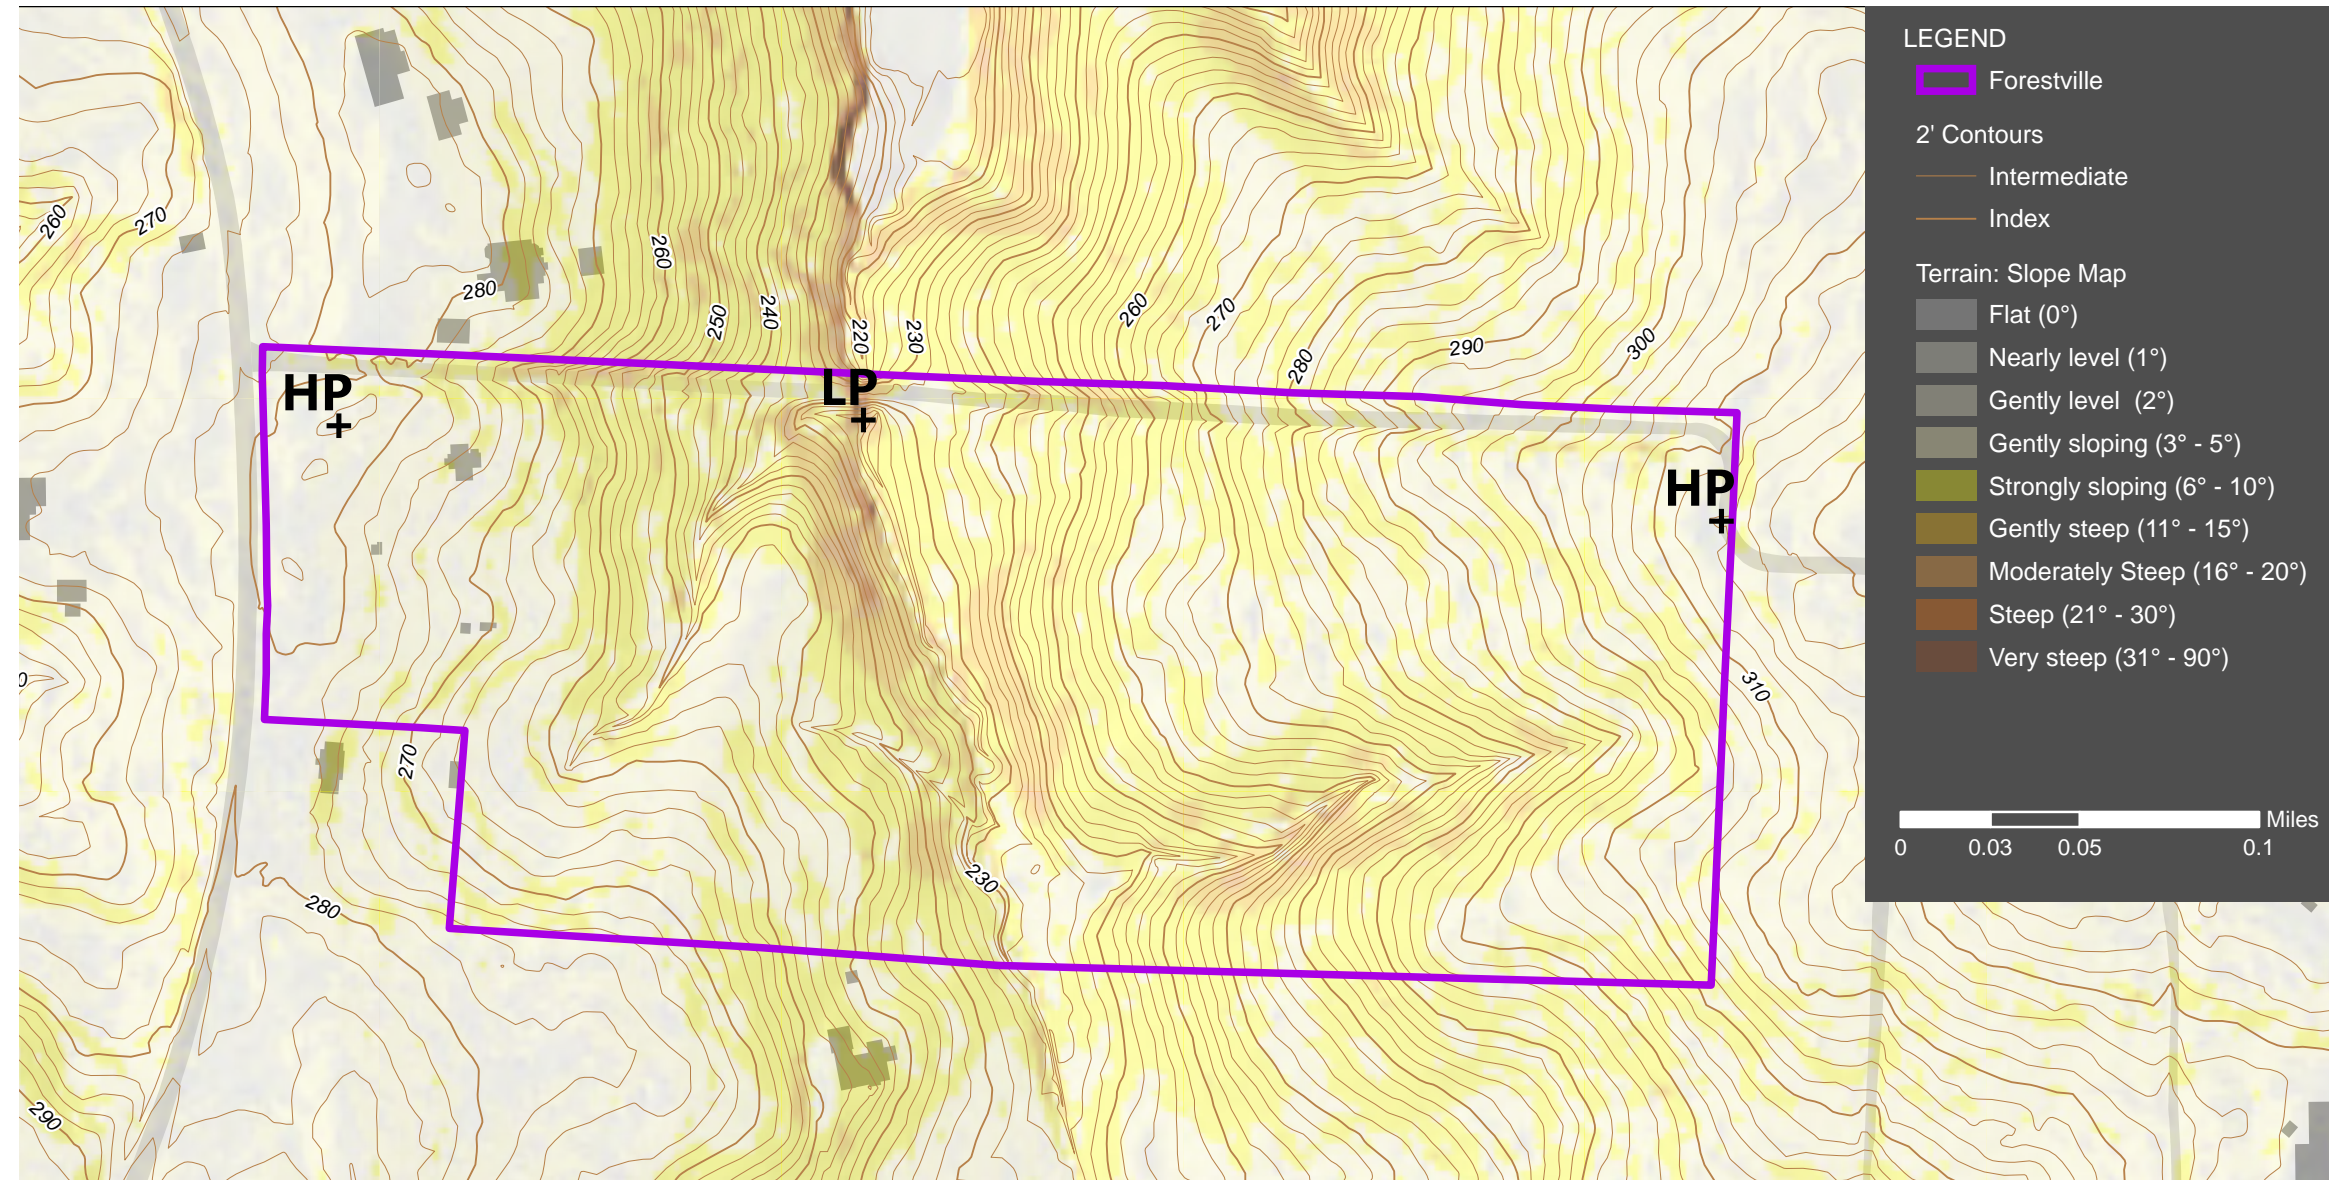 LEGEND
Forestville
2' Contours
Intermediate
Index
Terrain: Slope Map
Flat (0°)
Nearly level (1°)
Gently level (2°)
Gently sloping (3° - 5°)
Strongly sloping (6° - 10°)
Gently steep (11° - 15°)
Moderately Steep (16° - 20°)
Steep (21° - 30°)
Very steep (31° - 90°)
Miles
0 0.03 0.05 0.1
260
270
280
260
250
240
220
230
260
270
280
290
300
HP
LP
HP
310
270
230
280
290